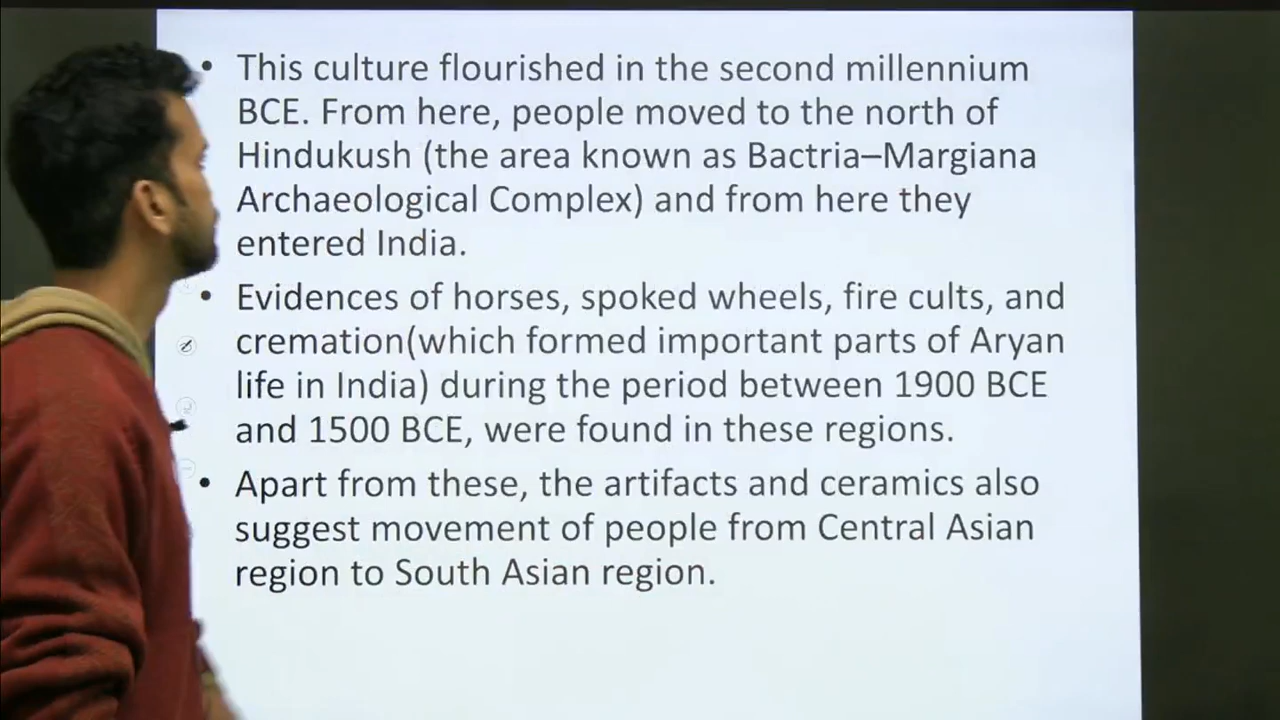 • This culture flourished in the second millennium
BCE. From here, people moved to the north of
Hindukush (the area known as Bactria–Margiana
Archaeological Complex) and from here they
entered India.
• Evidences of horses, spoked wheels, fire cults, and
cremation(which formed important parts of Aryan
life in India) during the period between 1900 BCE
and 1500 BCE, were found in these regions.
• Apart from these, the artifacts and ceramics also
suggest movement of people from Central Asian
region to South Asian region.